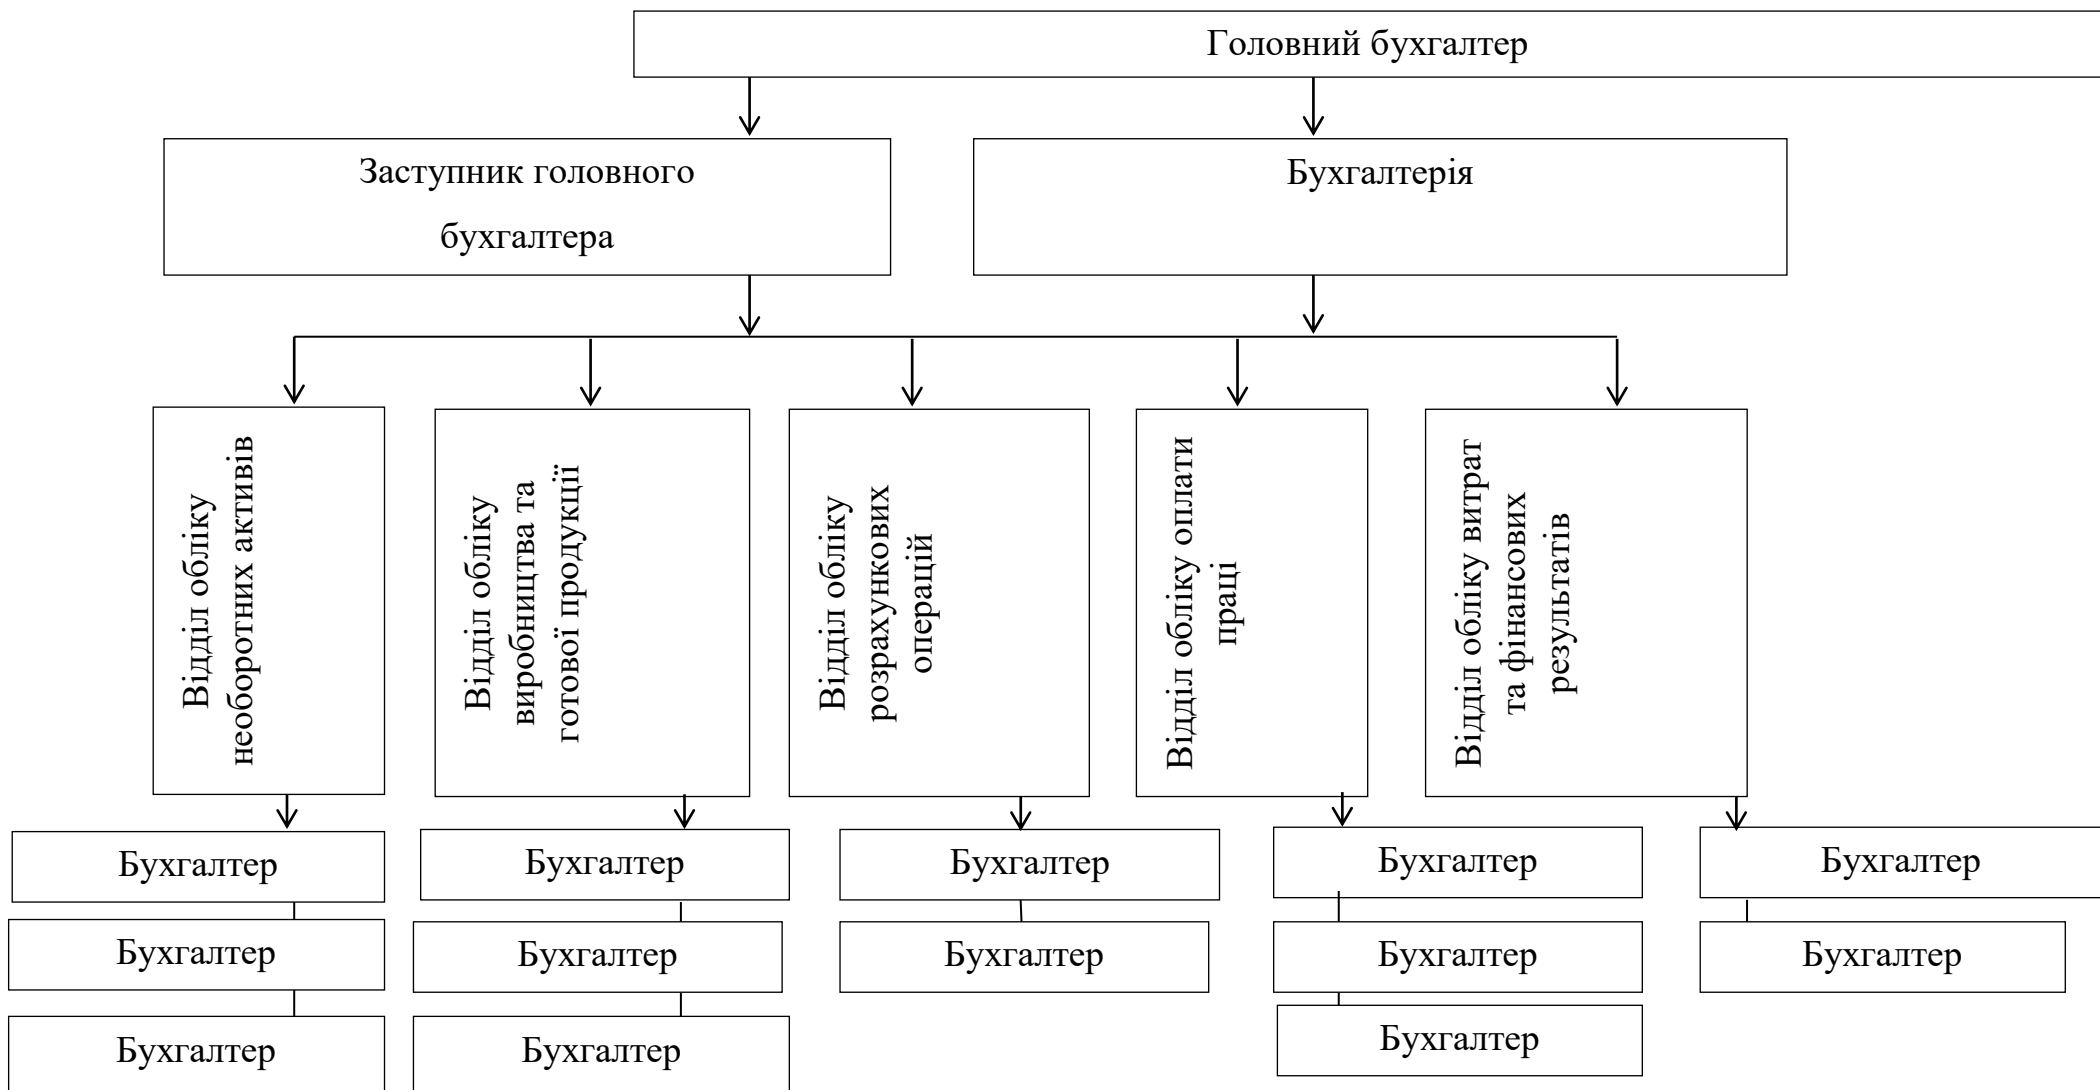 Головний бухгалтер
Заступник головного
бухгалтера
Бухгалтерія
Відділ обліку
необоротних активів
Відділ обліку
виробництва та
готової продукції
Відділ обліку
розрахункових
операцій
Відділ обліку оплати
праці
Відділ обліку витрат
та фінансових
результатів
Бухгалтер
Бухгалтер
Бухгалтер
Бухгалтер
Бухгалтер
Бухгалтер
Бухгалтер
Бухгалтер
Бухгалтер
Бухгалтер
Бухгалтер
Бухгалтер
Бухгалтер